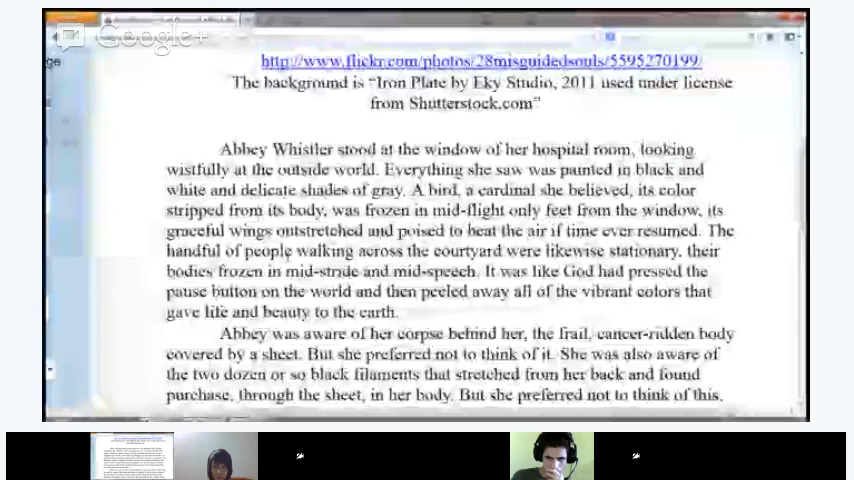 Google+
http://www.flickr.com/photos/28misguidedsouls/5595270199/
The background is “Iron Plate by Eky Studio, 2011 used under license
from Shutterstock.com”
Abbey Whistler stood at the window of her hospital room, looking
wistfully at the outside world. Everything she saw was painted in black and
white and delicate shades of gray. A bird, a cardinal she believed, its color
stripped from its body, was frozen in mid-flight only feet from the window, its
graceful wings outstretched and poised to beat the air if time ever resumed. The
handful of people walking across the courtyard were likewise stationary, their
bodies frozen in mid-stride and mid-speech. It was like God had pressed the
pause button on the world and then peeled away all of the vibrant colors that
gave life and beauty to the earth.
Abbey was aware of her corpse behind her, the frail, cancer-ridden body
covered by a sheet. But she preferred not to think of it. She was also aware of
the two dozen or so black filaments that stretched from her back and found
purchase, through the sheet, in her body. But she preferred not to think of this,